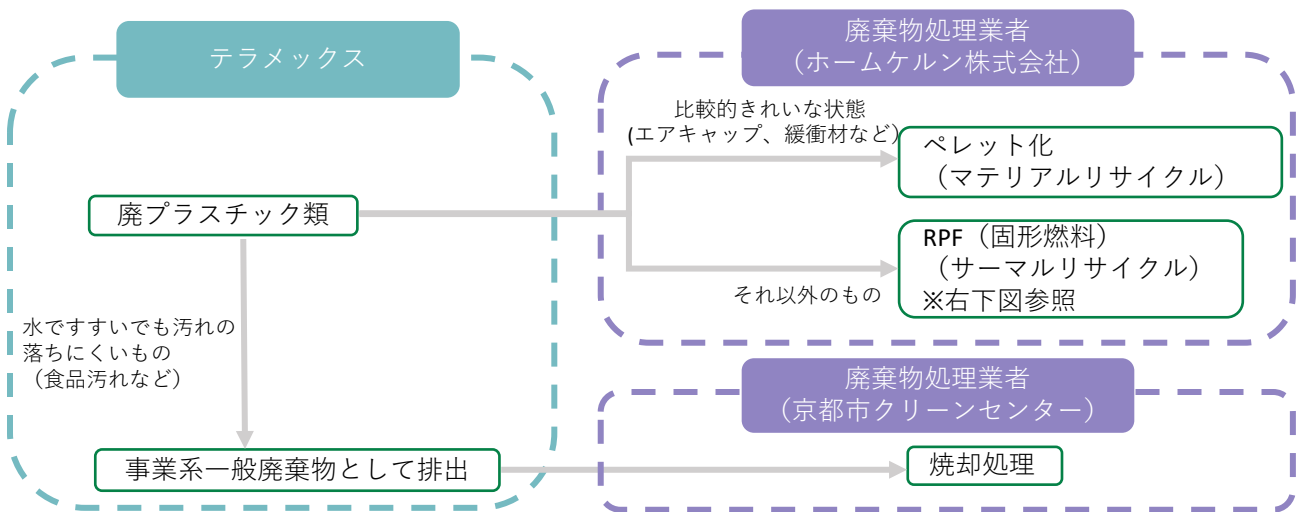 テラメックス
廃棄物処理業者
（ホームケルン株式会社）
比較的きれいな状態
(エアキャップ、緩衝材など）
ペレット化
（マテリアルリサイクル）
廃プラスチック類
RPF（固形燃料）
（サーマルリサイクル）
※右下図参照
それ以外のもの
水ですすいでも汚れの
落ちにくいもの
（食品汚れなど）
廃棄物処理業者
（京都市クリーンセンター）
事業系一般廃棄物として排出
焼却処理